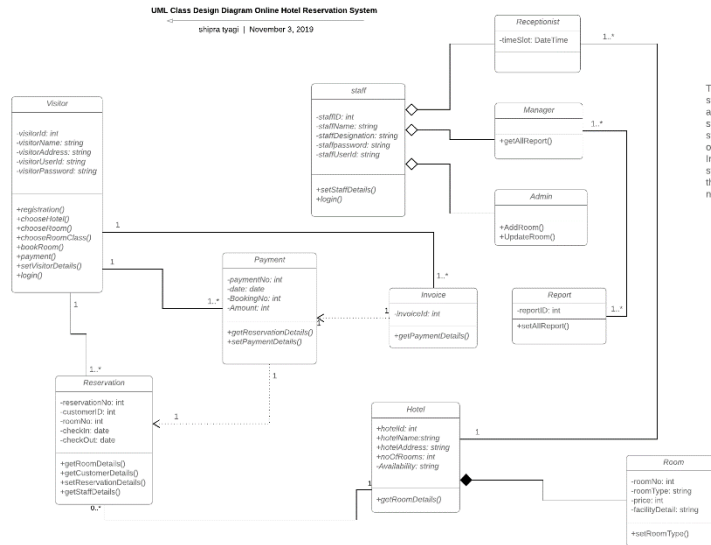 UML Class Design Diagram Online Hotel Reservation System
shipra tyagi | November 3, 2019
Receptionist
-timeSlot: DateTime
1..*
staff
-staffID: int
-staffName: string
-staffDesignation: string
-staffpassword: string
-staffUserId: string
+setStaffDetails()
+login()
Manager
+getAllReport()
1..*
Admin
+AddRoom()
+UpdateRoom()
Visitor
-visitorId: int
-visitorName: string
-visitorAddress: string
-visitorUserId: string
-visitorPassword: string
+registration()
+chooseHotel()
+chooseRoom()
+chooseRoomClass()
+bookRoom()
+payment()
+setVisitorDetails()
+login()
1
1
1
Payment
-paymentNo: int
-date: date
-BookingNo: int
-Amount: int
+getReservationDetails()
+setPaymentDetails()
1..*
1
1
1..*
Invoice
-invoiceId: int
+getPaymentDetails()
1
Report
-reportID: int
+setAllReport()
1..*
1..*
Reservation
-reservationNo: int
-customerID: int
-roomNo: int
-checkIn: date
-checkOut: date
+getRoomDetails()
+getCustomerDetails()
+setReservationDetails()
+getStaffDetails()
1
0..*
Hotel
+hotelId: int
+hotelName:string
+hotelAddress: string
+noOfRooms: int
-Availability: string
+getRoomDetails()
1
1
Room
-roomNo: int
-roomType: string
-price: int
-facilityDetail: string
+setRoomType()